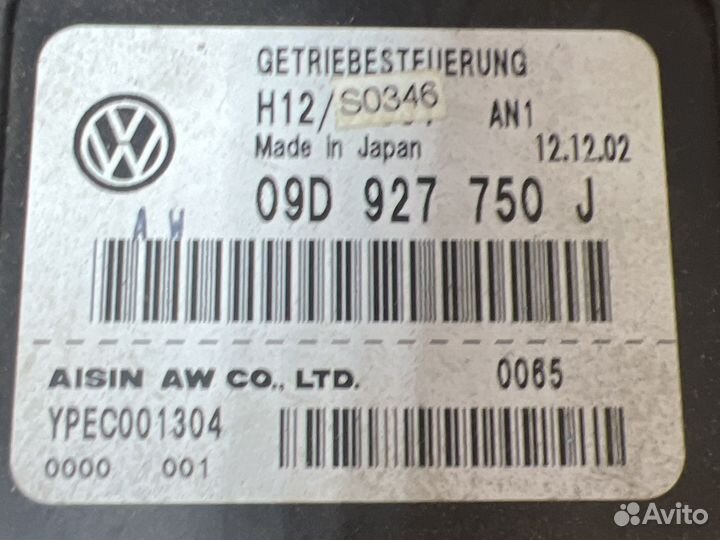 GETRIEBESTEUERUNG
H12/S0346 AN1
Made in Japan 12.12.02
09D 927 750 J
A W
AISIN AW CO., LTD. 0065
YPEC001304
0000 001
Avito